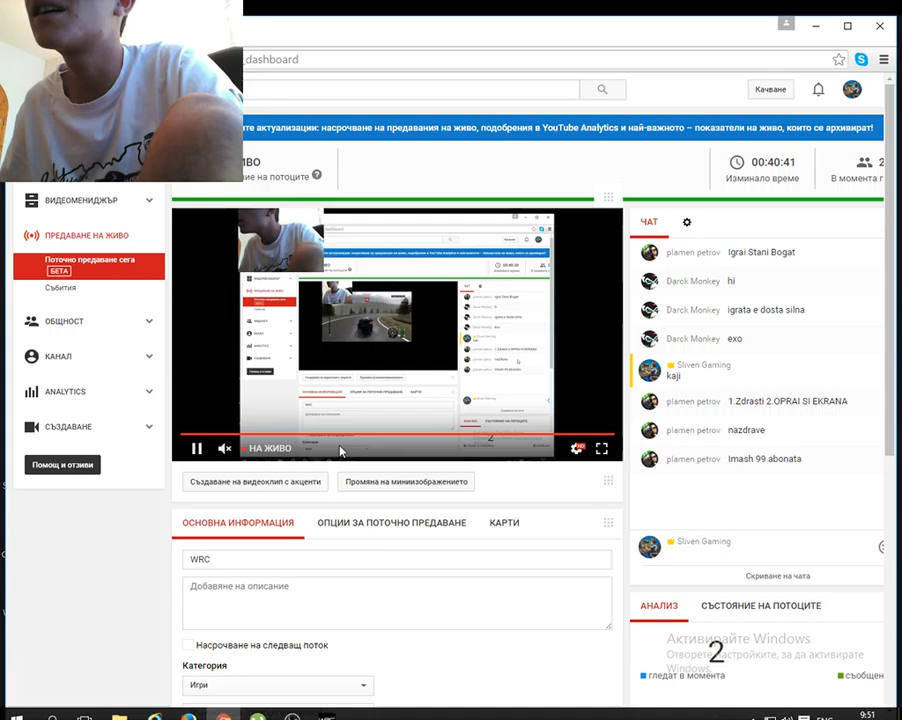 _dashboard
Качване
ите актуализации: насрочване на предавания на живо, подобрения в YouTube Analytics и най-важното – показатели на живо, които се архивират!
ИВО
ние на потоците
00:40:41
Изминало време
2
В момента г
ВИДЕОМЕНИДЖЪР
ПРЕДАВАНЕ НА ЖИВО
Поточно предаване сега
БЕТА
Събития
ОБЩНОСТ
КАНАЛ
ANALYTICS
СЪЗДАВАНЕ
Помощ и отзиви
НА ЖИВО
Създаване на видеоклип с акценти
Промяна на миниизображението
ОСНОВНА ИНФОРМАЦИЯ
ОПЦИИ ЗА ПОТОЧНО ПРЕДАВАНЕ
КАРТИ
WRC
Добавяне на описание
Насрочване на следващ поток
Категория
Игри
ЧАТ
plamen petrov Igrai Stani Bogat
Darck Monkey hi
Darck Monkey igrata e dosta silna
Darck Monkey exo
Sliven Gaming
kaji
plamen petrov 1.Zdrasti 2.OPRAI SI EKRANA
plamen petrov nazdrave
plamen petrov Imash 99 abonata
Sliven Gaming
Скриване на чата
АНАЛИЗ
СЪСТОЯНИЕ НА ПОТОЦИТЕ
Активирайте Windows
Отворете настройките, за да активирате
Windows.
2
гледат в момента
съобщен
9:51